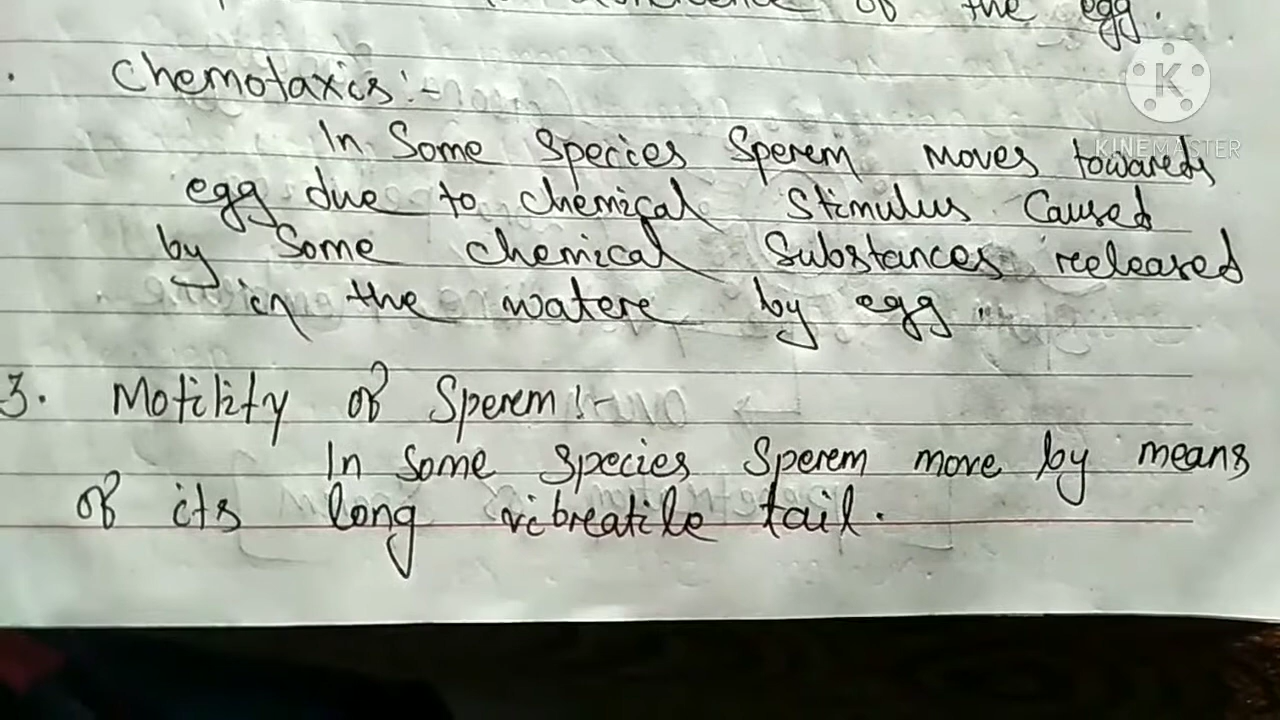 of the egg.
Chemotaxis:-
In Some Species Sperem moves towards
egg due to chemical Stimulus Caused
by Some chemical Substances released
in the watere by egg.
3. Motility of Sperem:-
In Some Species Sperem move by means
of its long vibreatile tail.
K
KINEMASTER